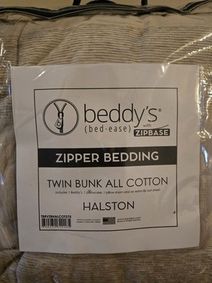 beddy's®
(bed·ease) with
ZIPBASE
ZIPPER BEDDING
TWIN BUNK ALL COTTON
HALSTON